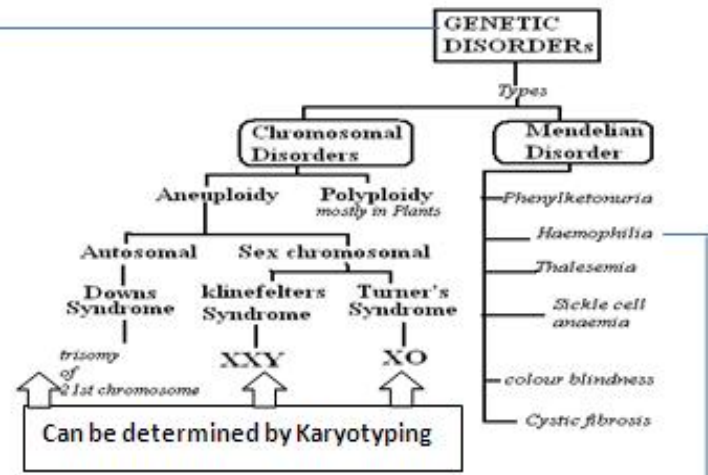 GENETIC
DISORDERs
Types
Chromosomal
Disorders
Mendelian
Disorder
Aneuploidy
Polyploidy
mostly in Plants
Phenylketonuria
Haemophilia
Autosomal
Sex chromosomal
Thalesemia
Downs
Syndrome
klinefelters
Syndrome
Turner's
Syndrome
Sickle cell
anaemia
trisomy
of
21st chromosome
XXY
XO
colour blindness
Cystic fibrosis
Can be determined by Karyotyping